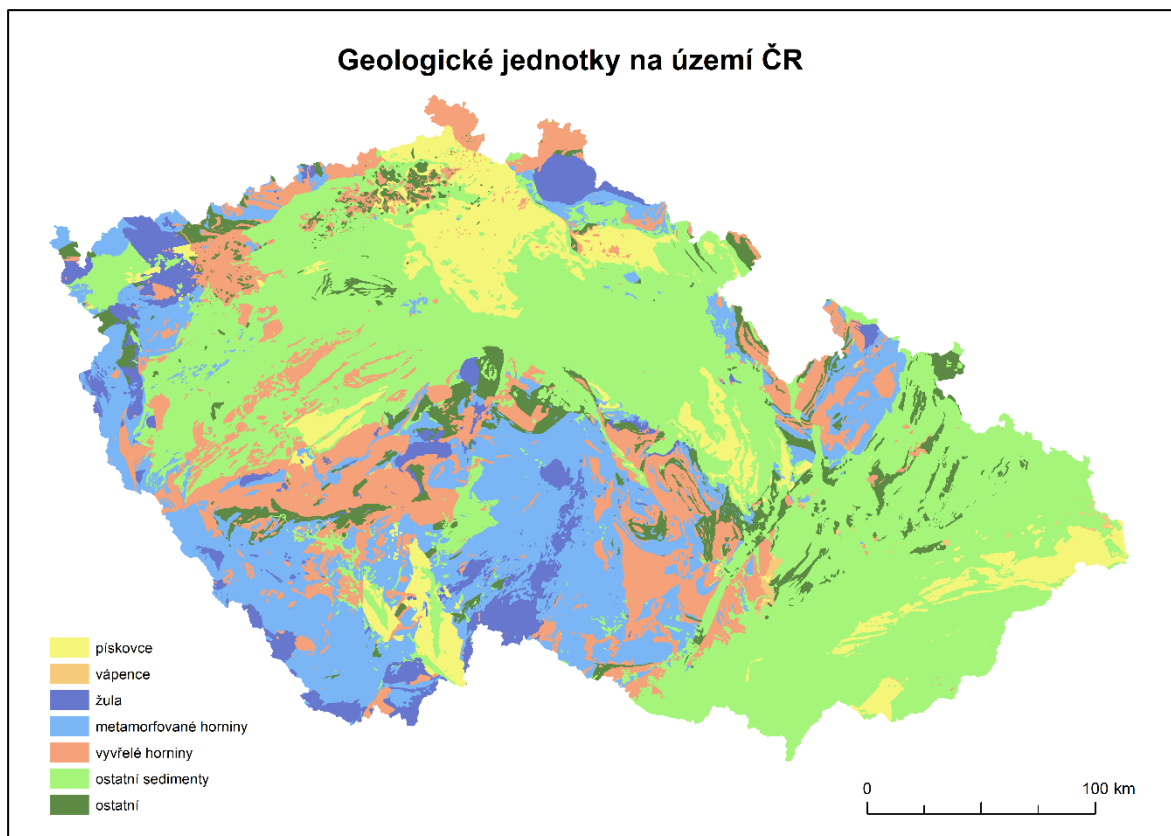 Geologické jednotky na území ČR
pískovce
vápence
žula
metamorfované horniny
vyvřelé horniny
ostatní sedimenty
ostatní
0 100 km